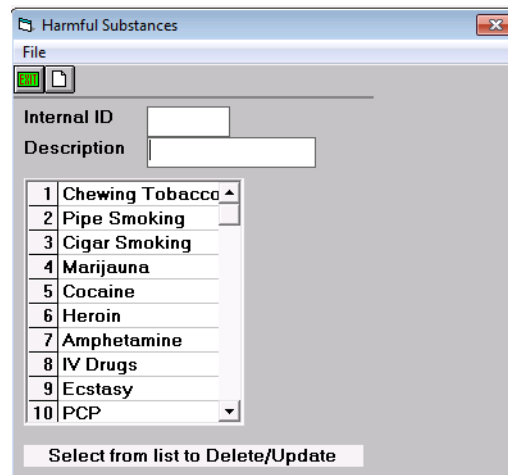 Harmful Substances
File
EXIT
Internal ID
Description
1 Chewing Tobacco
2 Pipe Smoking
3 Cigar Smoking
4 Marijauna
5 Cocaine
6 Heroin
7 Amphetamine
8 IV Drugs
9 Ecstasy
10 PCP
Select from list to Delete/Update